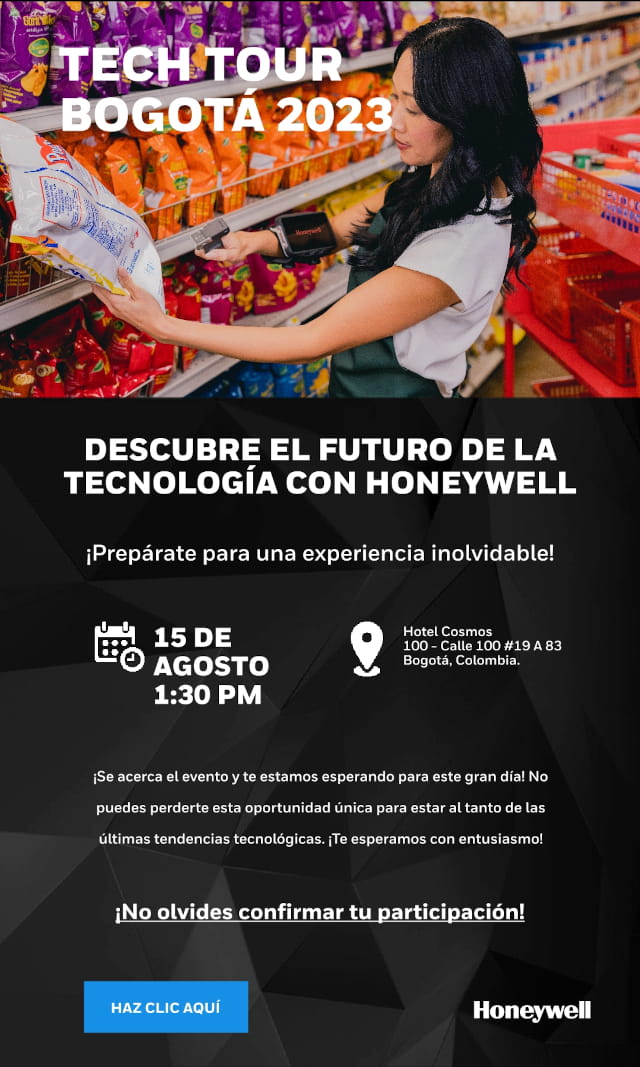 TECH TOUR
BOGOTÁ 2023
Honeywell
DESCUBRE EL FUTURO DE LA
TECNOLOGÍA CON HONEYWELL
¡Prepárate para una experiencia inolvidable!
15 DE
AGOSTO
1:30 PM
Hotel Cosmos
100 - Calle 100 #19 A 83
Bogotá, Colombia.
¡Se acerca el evento y te estamos esperando para este gran día! No
puedes perderte esta oportunidad única para estar al tanto de las
últimas tendencias tecnológicas. ¡Te esperamos con entusiasmo!
¡No olvides confirmar tu participación!
HAZ CLIC AQUÍ
Honeywell